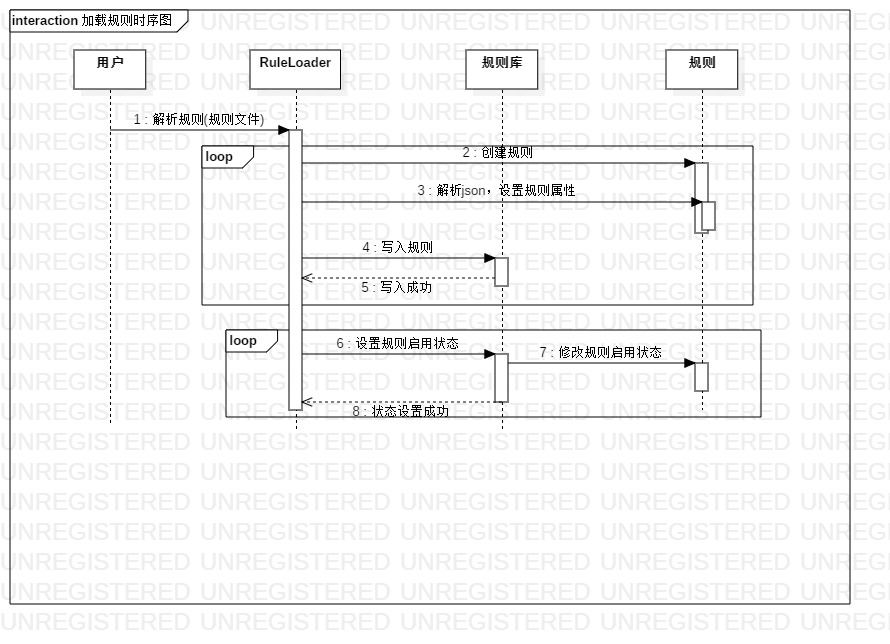 interaction 加载规则时序图
用户
RuleLoader
规则库
规则
1 : 解析规则(规则文件)
loop
2 : 创建规则
3 : 解析json，设置规则属性
4 : 写入规则
5 : 写入成功
loop
6 : 设置规则启用状态
7 : 修改规则启用状态
8 : 状态设置成功
UNREGISTERED